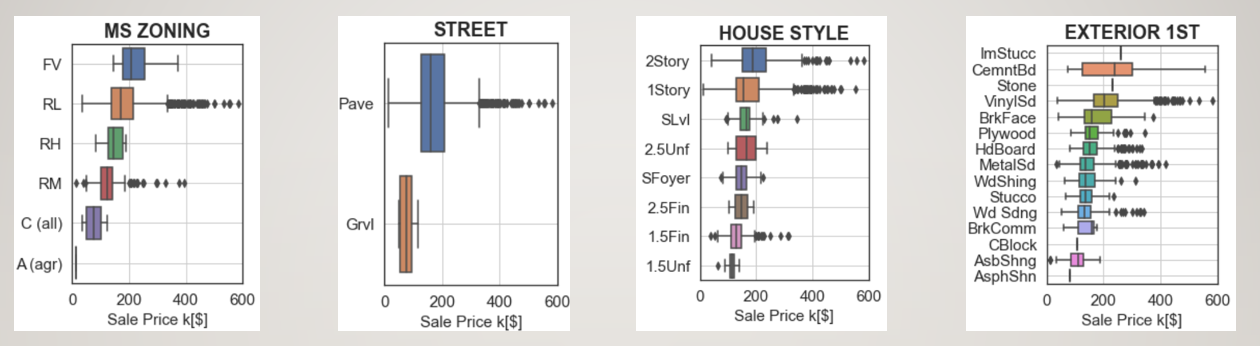 MS ZONING
FV
RL
RH
RM
C (all)
A (agr)
0 200 400 600
Sale Price k[$]
STREET
Pave
Grvl
0 200 400 600
Sale Price k[$]
HOUSE STYLE
2Story
1Story
SLvl
2.5Unf
SFoyer
2.5Fin
1.5Fin
1.5Unf
0 200 400 600
Sale Price k[$]
EXTERIOR 1ST
ImStucc
CemntBd
Stone
VinylSd
BrkFace
Plywood
HdBoard
MetalSd
WdShing
Stucco
Wd Sdng
BrkComm
CBlock
AsbShng
AsphShn
0 200 400 600
Sale Price k[$]